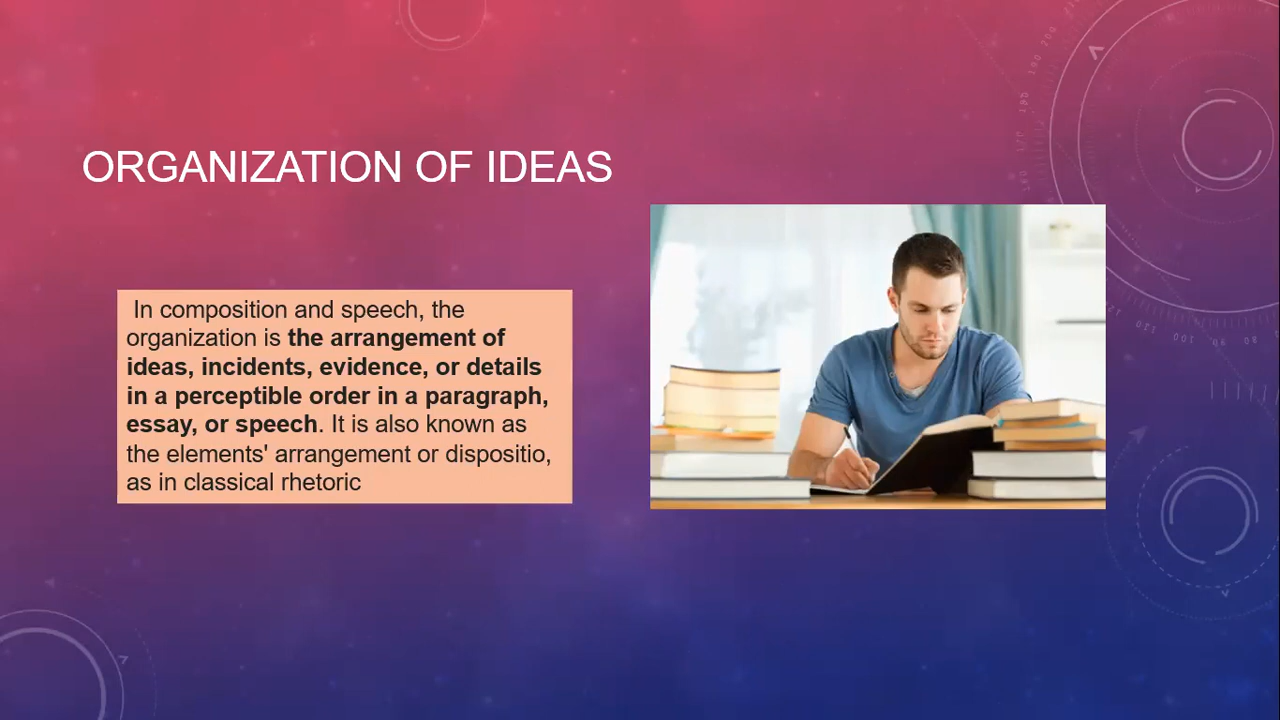 ORGANIZATION OF IDEAS
In composition and speech, the
organization is the arrangement of
ideas, incidents, evidence, or details
in a perceptible order in a paragraph,
essay, or speech. It is also known as
the elements' arrangement or dispositio,
as in classical rhetoric